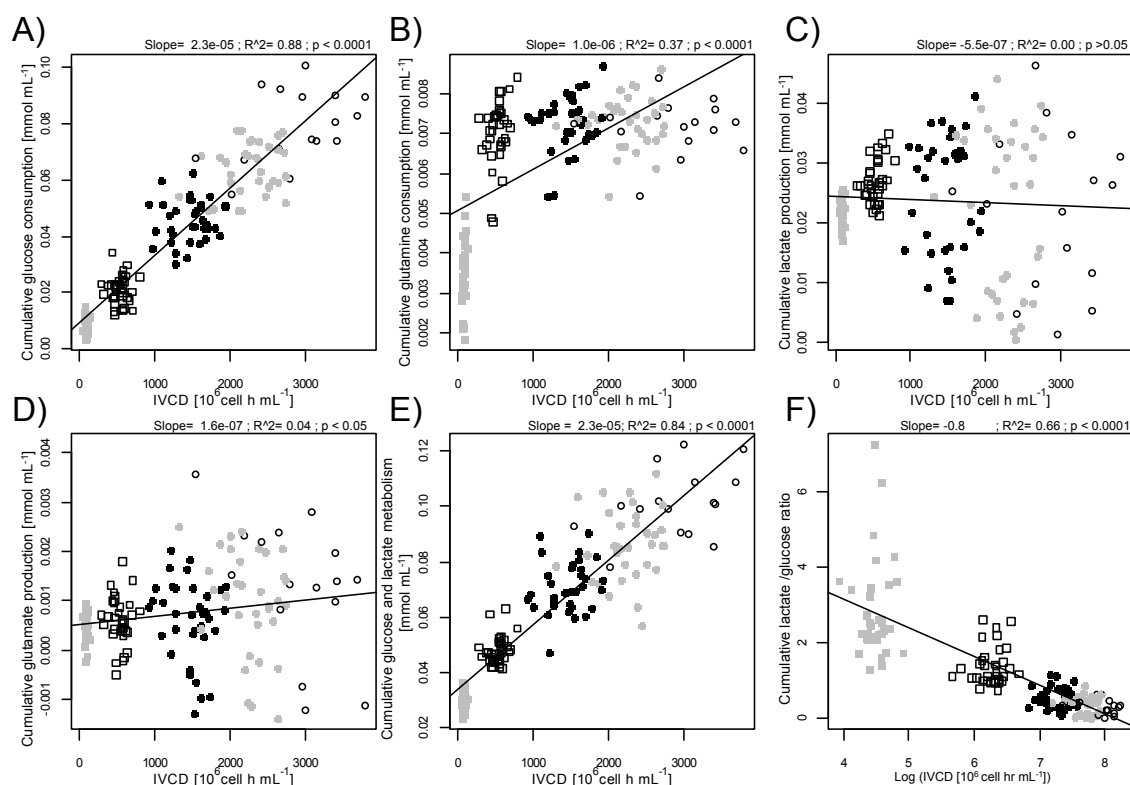 A)
Slope= 2.3e-05 ; R^2= 0.88 ; p < 0.0001
Cumulative glucose consumption [mmol mL-1]
0.10
0.08
0.06
0.04
0.02
0.00
0 1000 2000 3000
IVCD [10^6 cell h mL^-1]
B)
Slope= 1.0e-06 ; R^2= 0.37 ; p < 0.0001
Cumulative glutamine consumption [mmol mL-1]
0.008
0.007
0.006
0.005
0.004
0.003
0.002
0 1000 2000 3000
IVCD [10^6 cell h mL^-1]
C)
Slope= -5.5e-07 ; R^2= 0.00 ; p >0.05
Cumulative lactate production [mmol mL-1]
0.04
0.03
0.02
0.01
0.00
0 1000 2000 3000
IVCD [10^6 cell h mL^-1]
D)
Slope= 1.6e-07 ; R^2= 0.04 ; p < 0.05
Cumulative glutamate production [mmol mL-1]
0.004
0.003
0.002
0.001
0.000
-0.001
0 1000 2000 3000
IVCD [10^6 cell h mL^-1]
E)
Slope = 2.3e-05; R^2= 0.84 ; p < 0.0001
Cumulative glucose and lactate metabolism
[mmol mL-1]
0.12
0.10
0.08
0.06
0.04
0.02
0 1000 2000 3000
IVCD [10^6 cell h mL^-1]
F)
Slope= -0.8 ; R^2= 0.66 ; p < 0.0001
Cumulative lactate /glucose ratio
6
4
2
0
4 5 6 7 8
Log (IVCD [10^6 cell hr mL^-1])